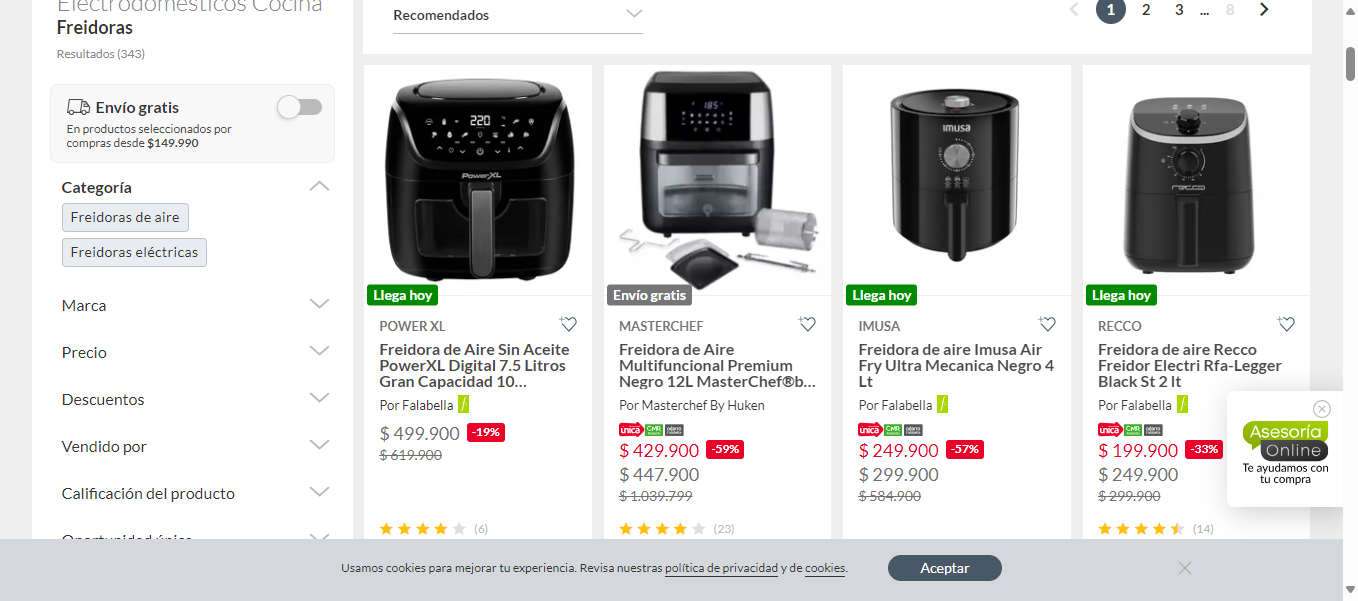 Electrodomésticos Cocina
Freidoras
Resultados (343)
Envío gratis
En productos seleccionados por
compras desde $149.990
Categoría
Freidoras de aire
Freidoras eléctricas
Marca
Precio
Descuentos
Vendido por
Calificación del producto
Oportunidad única
Recomendados
1 2 3 ... 8
220
PowerXL
Llega hoy
POWER XL
Freidora de Aire Sin Aceite
PowerXL Digital 7.5 Litros
Gran Capacidad 10...
Por Falabella
$ 499.900 -19%
$ 619.900
(6)
185
Envío gratis
MASTERCHEF
Freidora de Aire
Multifuncional Premium
Negro 12L MasterChef®b...
Por Masterchef By Huken
única CMR
$ 429.900 -59%
$ 447.900
$ 1.039.799
(23)
IMUSA
Llega hoy
IMUSA
Freidora de aire Imusa Air
Fry Ultra Mecanica Negro 4
Lt
Por Falabella
única CMR
$ 249.900 -57%
$ 299.900
$ 584.900
recco
Llega hoy
RECCO
Freidora de aire Recco
Freidor Electri Rfa-Legger
Black St 2 lt
Por Falabella
única CMR
$ 199.900 -33%
$ 249.900
$ 299.900
(14)
Asesoría
Online
Te ayudamos con
tu compra
Usamos cookies para mejorar tu experiencia. Revisa nuestras política de privacidad y de cookies.
Aceptar